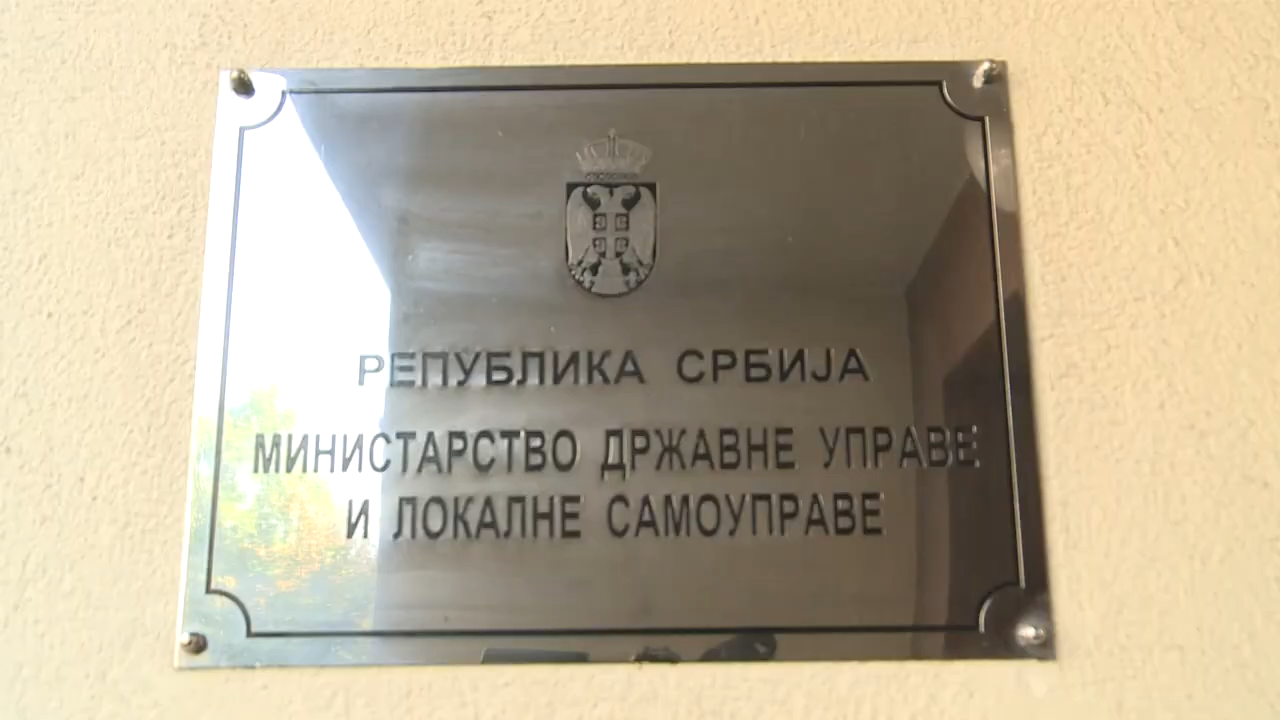 РЕПУБЛИКА СРБИЈА
МИНИСТАРСТВО ДРЖАВНЕ УПРАВЕ
И ЛОКАЛНЕ САМОУПРАВЕ